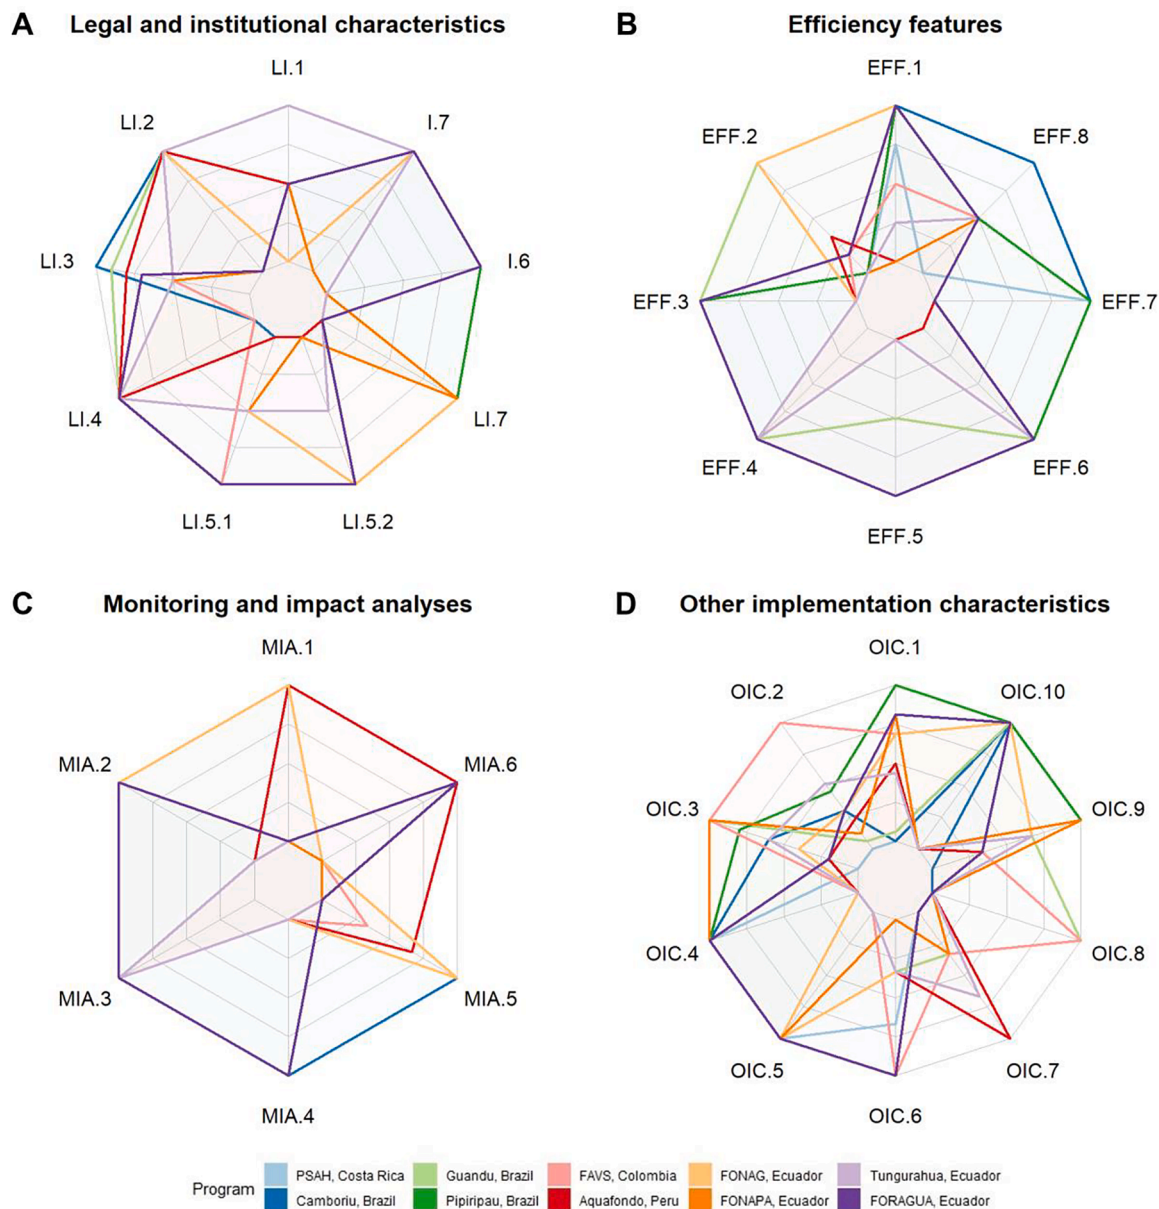 A Legal and institutional characteristics
B Efficiency features
LI.1
EFF.1
LI.2
I.7
EFF.2
EFF.8
LI.3
I.6
EFF.3
EFF.7
LI.4
LI.7
EFF.4
EFF.6
LI.5.1
LI.5.2
EFF.5
C Monitoring and impact analyses
D Other implementation characteristics
MIA.1
OIC.1
OIC.2
OIC.10
MIA.2
MIA.6
OIC.3
OIC.9
MIA.3
MIA.5
OIC.4
OIC.8
OIC.5
OIC.7
MIA.4
OIC.6
Program
PSAH, Costa Rica
Guandu, Brazil
FAVS, Colombia
FONAG, Ecuador
Tungurahua, Ecuador
Camboriu, Brazil
Pipiripau, Brazil
Aquafondo, Peru
FONAPA, Ecuador
FORAGUA, Ecuador